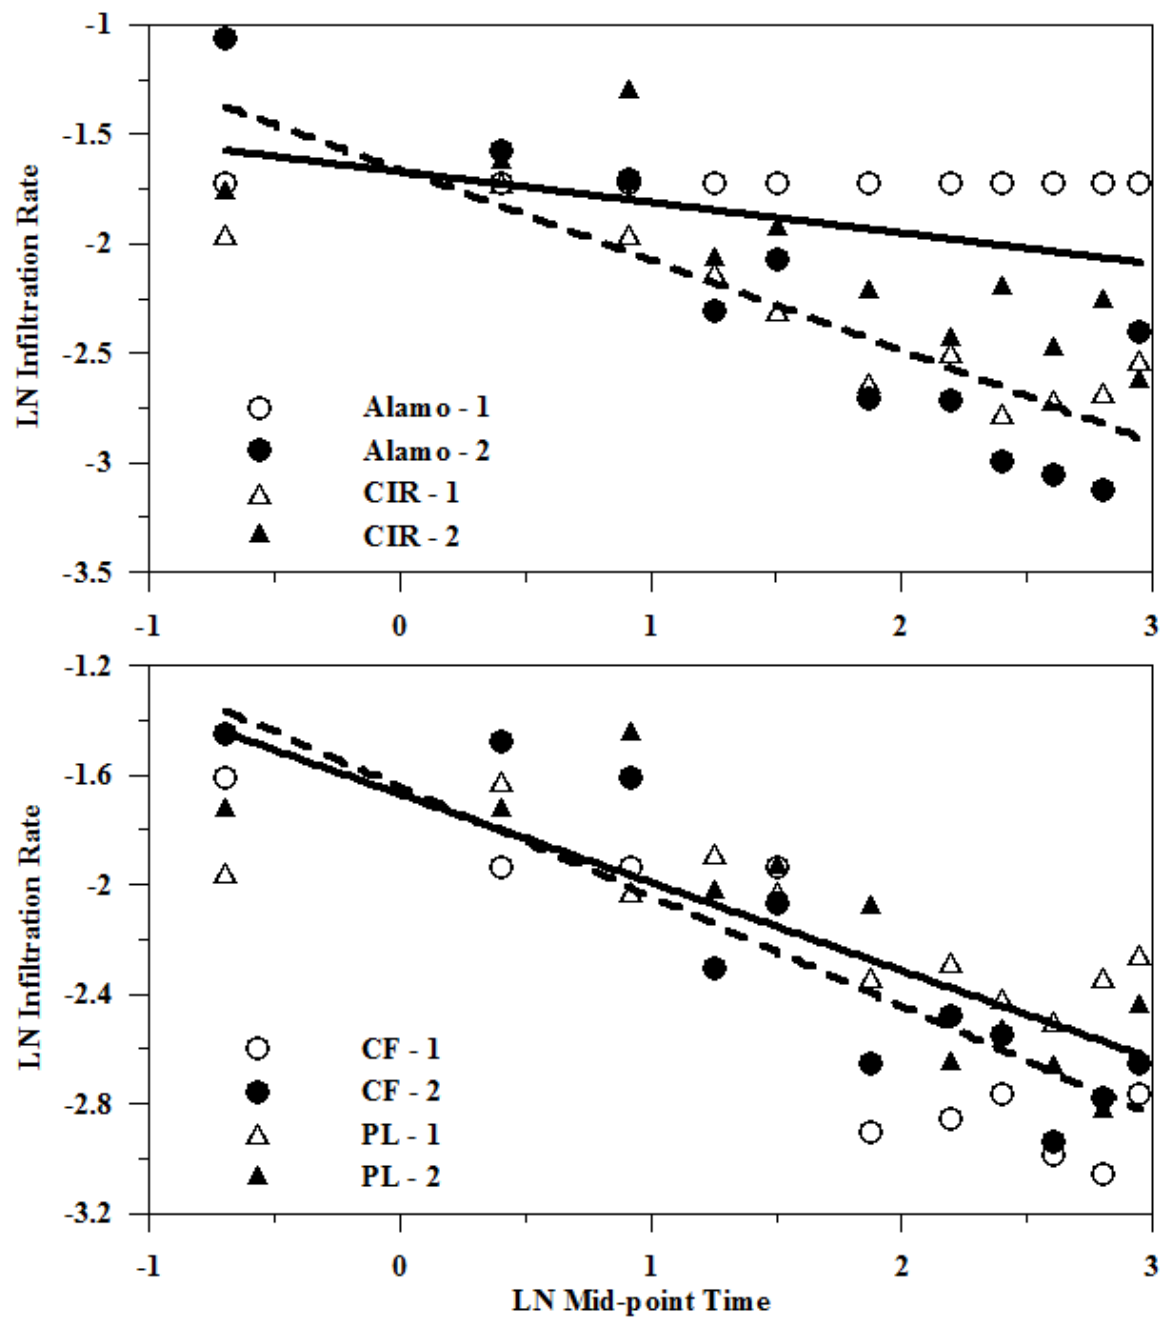 -1
-1.5
-2
-2.5
-3
-3.5
LN Infiltration Rate
Alamo - 1
Alamo - 2
CIR - 1
CIR - 2
-1 0 1 2 3
-1.2
-1.6
-2
-2.4
-2.8
-3.2
LN Infiltration Rate
CF - 1
CF - 2
PL - 1
PL - 2
-1 0 1 2 3
LN Mid-point Time